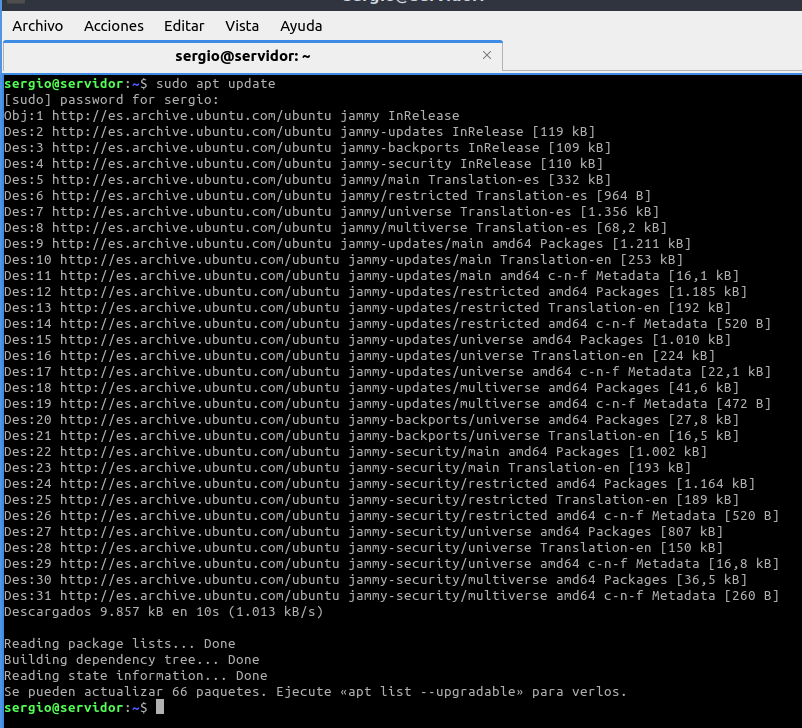 Archivo Acciones Editar Vista Ayuda
sergio@servidor: ~ ×
sergio@servidor:~$ sudo apt update
[sudo] password for sergio:
Obj:1 http://es.archive.ubuntu.com/ubuntu jammy InRelease
Des:2 http://es.archive.ubuntu.com/ubuntu jammy-updates InRelease [119 kB]
Des:3 http://es.archive.ubuntu.com/ubuntu jammy-backports InRelease [109 kB]
Des:4 http://es.archive.ubuntu.com/ubuntu jammy-security InRelease [110 kB]
Des:5 http://es.archive.ubuntu.com/ubuntu jammy/main Translation-es [332 kB]
Des:6 http://es.archive.ubuntu.com/ubuntu jammy/restricted Translation-es [964 B]
Des:7 http://es.archive.ubuntu.com/ubuntu jammy/universe Translation-es [1.356 kB]
Des:8 http://es.archive.ubuntu.com/ubuntu jammy/multiverse Translation-es [68,2 kB]
Des:9 http://es.archive.ubuntu.com/ubuntu jammy-updates/main amd64 Packages [1.211 kB]
Des:10 http://es.archive.ubuntu.com/ubuntu jammy-updates/main Translation-en [253 kB]
Des:11 http://es.archive.ubuntu.com/ubuntu jammy-updates/main amd64 c-n-f Metadata [16,1 kB]
Des:12 http://es.archive.ubuntu.com/ubuntu jammy-updates/restricted amd64 Packages [1.185 kB]
Des:13 http://es.archive.ubuntu.com/ubuntu jammy-updates/restricted Translation-en [192 kB]
Des:14 http://es.archive.ubuntu.com/ubuntu jammy-updates/restricted amd64 c-n-f Metadata [520 B]
Des:15 http://es.archive.ubuntu.com/ubuntu jammy-updates/universe amd64 Packages [1.010 kB]
Des:16 http://es.archive.ubuntu.com/ubuntu jammy-updates/universe Translation-en [224 kB]
Des:17 http://es.archive.ubuntu.com/ubuntu jammy-updates/universe amd64 c-n-f Metadata [22,1 kB]
Des:18 http://es.archive.ubuntu.com/ubuntu jammy-updates/multiverse amd64 Packages [41,6 kB]
Des:19 http://es.archive.ubuntu.com/ubuntu jammy-updates/multiverse amd64 c-n-f Metadata [472 B]
Des:20 http://es.archive.ubuntu.com/ubuntu jammy-backports/universe amd64 Packages [27,8 kB]
Des:21 http://es.archive.ubuntu.com/ubuntu jammy-backports/universe Translation-en [16,5 kB]
Des:22 http://es.archive.ubuntu.com/ubuntu jammy-security/main amd64 Packages [1.002 kB]
Des:23 http://es.archive.ubuntu.com/ubuntu jammy-security/main Translation-en [193 kB]
Des:24 http://es.archive.ubuntu.com/ubuntu jammy-security/restricted amd64 Packages [1.164 kB]
Des:25 http://es.archive.ubuntu.com/ubuntu jammy-security/restricted Translation-en [189 kB]
Des:26 http://es.archive.ubuntu.com/ubuntu jammy-security/restricted amd64 c-n-f Metadata [520 B]
Des:27 http://es.archive.ubuntu.com/ubuntu jammy-security/universe amd64 Packages [807 kB]
Des:28 http://es.archive.ubuntu.com/ubuntu jammy-security/universe Translation-en [150 kB]
Des:29 http://es.archive.ubuntu.com/ubuntu jammy-security/universe amd64 c-n-f Metadata [16,8 kB]
Des:30 http://es.archive.ubuntu.com/ubuntu jammy-security/multiverse amd64 Packages [36,5 kB]
Des:31 http://es.archive.ubuntu.com/ubuntu jammy-security/multiverse amd64 c-n-f Metadata [260 B]
Descargados 9.857 kB en 10s (1.013 kB/s)
Reading package lists... Done
Building dependency tree... Done
Reading state information... Done
Se pueden actualizar 66 paquetes. Ejecute «apt list --upgradable» para verlos.
sergio@servidor:~$